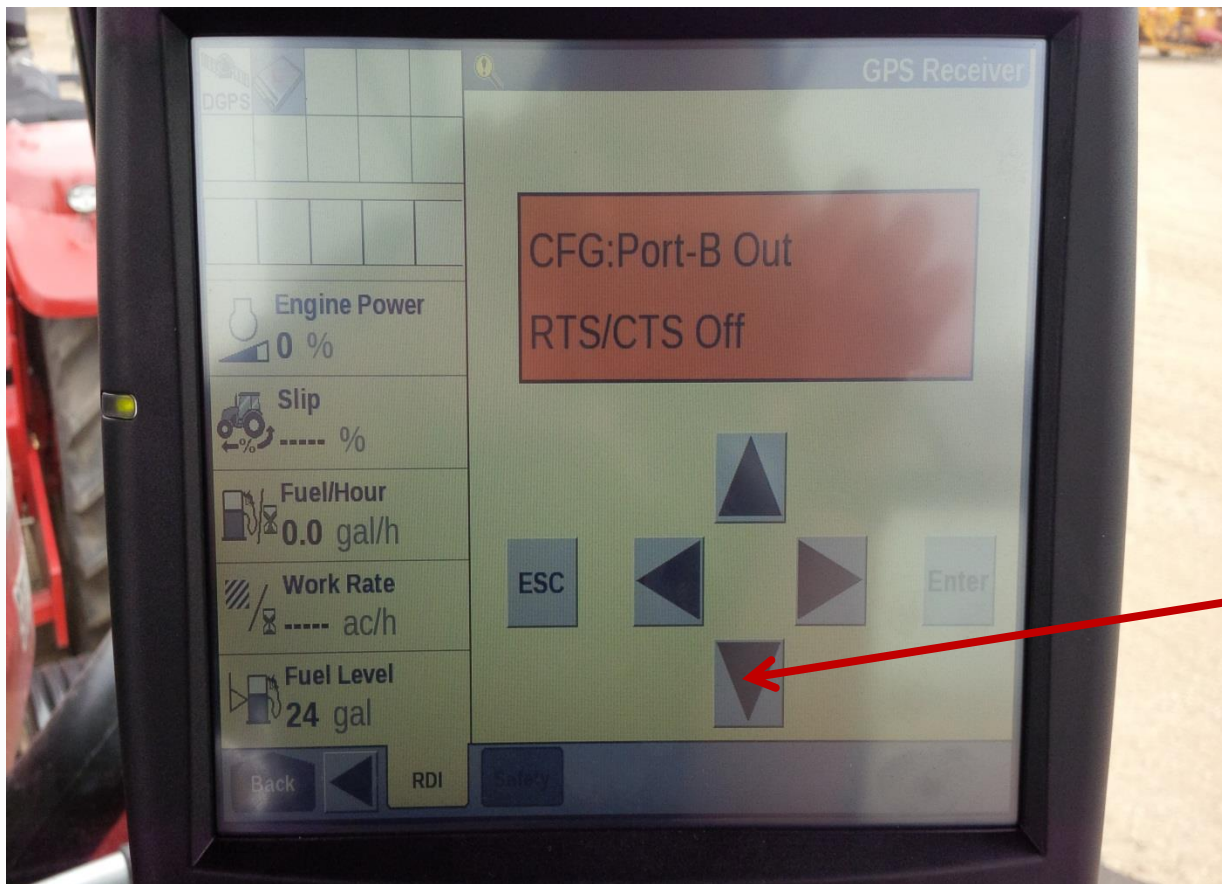 DGPS
GPS Receiver
CFG:Port-B Out
RTS/CTS Off
Engine Power
0 %
Slip
----- %
%
Fuel/Hour
0.0 gal/h
Work Rate
----- ac/h
Fuel Level
24 gal
ESC
Enter
Back
RDI
Safety